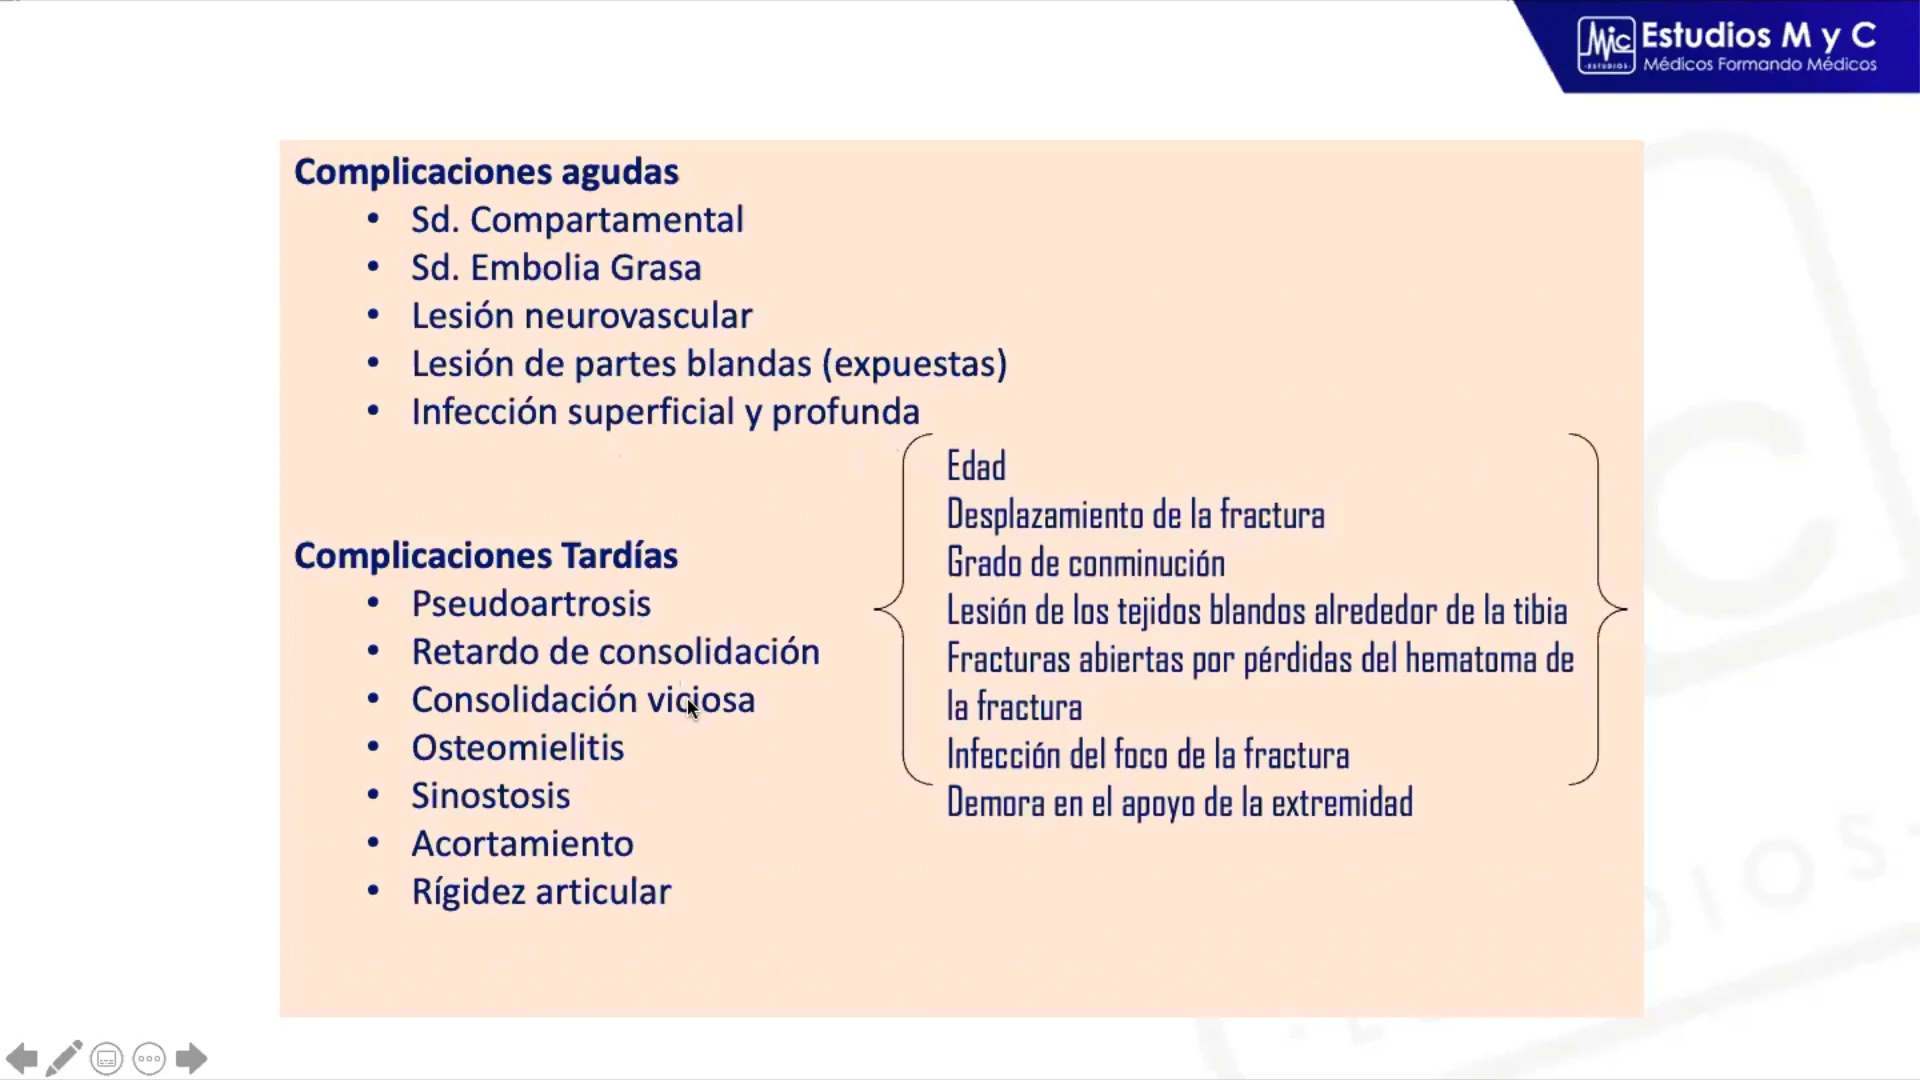 Mic
·ESTUDIOS·
Estudios M y C
Médicos Formando Médicos
Complicaciones agudas
• Sd. Compartamental
• Sd. Embolia Grasa
• Lesión neurovascular
• Lesión de partes blandas (expuestas)
• Infección superficial y profunda
Complicaciones Tardías
• Pseudoartrosis
• Retardo de consolidación
• Consolidación viciosa
• Osteomielitis
• Sinostosis
• Acortamiento
• Rígidez articular
Edad
Desplazamiento de la fractura
Grado de conminución
Lesión de los tejidos blandos alrededor de la tibia
Fracturas abiertas por pérdidas del hematoma de
la fractura
Infección del foco de la fractura
Demora en el apoyo de la extremidad